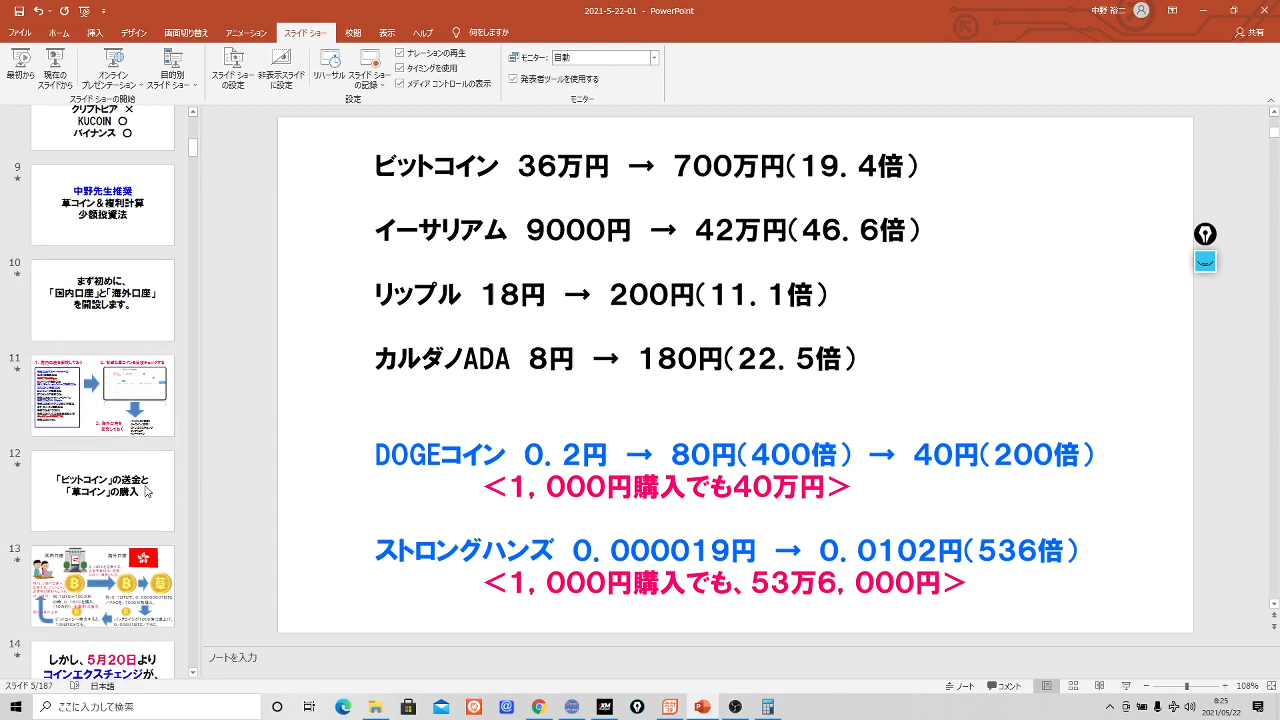 2021-5-22-01 - PowerPoint
中野 裕二
ファイル ホーム 挿入 デザイン 画面切り替え アニメーション スライド ショー 校閲 表示 ヘルプ 何をしますか
共有
最初から
現在の
スライドから
オンライン
プレゼンテーション
目的別
スライド ショー
スライド ショーの開始
スライド ショー
の設定
非表示スライド
に設定
リハーサル
スライド ショー
の記録
ナレーションの再生
タイミングを使用
メディア コントロールの表示
設定
モニター: 自動
発表者ツールを使用する
モニター
クリプトピア ×
KUCOIN 〇
バイナンス 〇
9
中野先生推奨
草コイン&複利計算
少額投資法
10
まず初めに、
「国内口座」と「海外口座」
を開設します。
11
12
「ビットコイン」の送金と
「草コイン」の購入
13
国内口座
海外口座
14
しかし、5月20日より
コインエクスチェンジが、
ビットコイン 36万円 → 700万円(19.4倍)
イーサリアム 9000円 → 42万円(46.6倍)
リップル 18円 → 200円(11.1倍)
カルダノADA 8円 → 180円(22.5倍)
DOGEコイン 0.2円 → 80円(400倍) → 40円(200倍)
<1,000円購入でも40万円>
ストロングハンズ 0.000019円 → 0.0102円(536倍)
<1,000円購入でも、53万6,000円>
ノートを入力
スライド 5/187 日本語
ノート コメント 108%
ここに入力して検索
8:25
2021/05/22